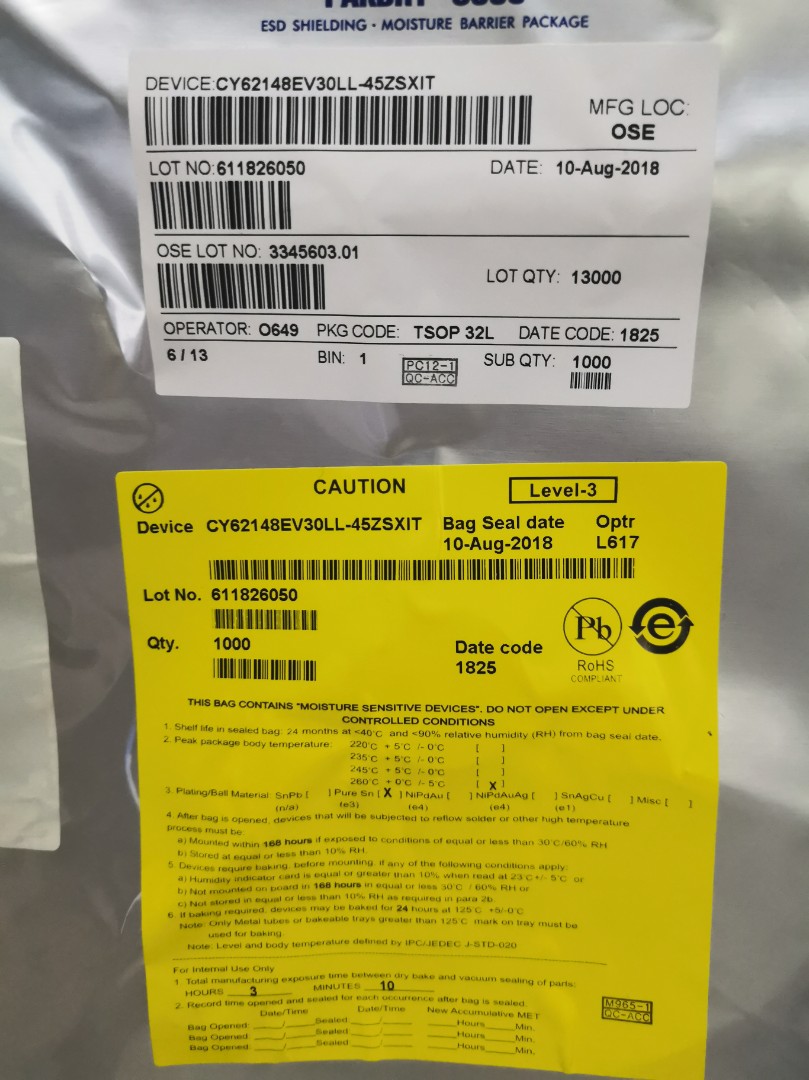 ESD SHIELDING · MOISTURE BARRIER PACKAGE
DEVICE:CY62148EV30LL-45ZSXIT
MFG LOC:
OSE
LOT NO:611826050
DATE: 10-Aug-2018
OSE LOT NO: 3345603.01
LOT QTY: 13000
OPERATOR: O649 PKG CODE: TSOP 32L DATE CODE: 1825
6 / 13 BIN: 1 SUB QTY: 1000
PC12-1
QC-ACC
CAUTION
Level-3
Device CY62148EV30LL-45ZSXIT Bag Seal date Optr
10-Aug-2018 L617
Lot No. 611826050
Qty. 1000
Date code
1825
Pb
e
RoHS
COMPLIANT
THIS BAG CONTAINS "MOISTURE SENSITIVE DEVICES". DO NOT OPEN EXCEPT UNDER
CONTROLLED CONDITIONS
1. Shelf life in sealed bag: 24 months at <40°C and <90% relative humidity (RH) from bag seal date.
2. Peak package body temperature: 220°C + 5°C /- 0°C [ ]
235°C + 5°C /- 0°C [ ]
245°C + 5°C /- 0°C [ ]
260°C + 0°C /- 5°C [ X ]
3. Plating/Ball Material: SnPb [ ] Pure Sn [ X ] NiPdAu [ ] NiPdAuAg [ ] SnAgCu [ ] Misc [ ]
(n/a) (e3) (e4) (e4) (e1)
4. After bag is opened, devices that will be subjected to reflow solder or other high temperature
process must be:
a) Mounted within 168 hours if exposed to conditions of equal or less than 30°C/60% RH
b) Stored at equal or less than 10% RH.
5. Devices require baking, before mounting, if any of the following conditions apply:
a) Humidity indicator card is equal or greater than 10% when read at 23°C +/- 5°C or
b) Not mounted on board in 168 hours in equal or less 30°C / 60% RH or
c) Not stored in equal or less than 10% RH as required in para 2b
6. If baking required, devices may be baked for 24 hours at 125°C +5/-0°C
Note: Only Metal tubes or bakeable trays greater than 125°C mark on tray must be
used for baking.
Note: Level and body temperature defined by IPC/JEDEC J-STD-020
For Internal Use Only
1 Total manufacturing exposure time between dry bake and vacuum sealing of parts:
HOURS 3 MINUTES 10
2. Record time opened and sealed for each occurrence after bag is sealed.
Date/Time Date/Time New Accumulative MET
Bag Opened: ___/___ Sealed ___/___ ___Hours___Min.
Bag Opened: ___/___ Sealed ___/___ ___Hours___Min.
Bag Opened: ___/___ Sealed ___/___ ___Hours___Min.
M965-1
QC-ACC